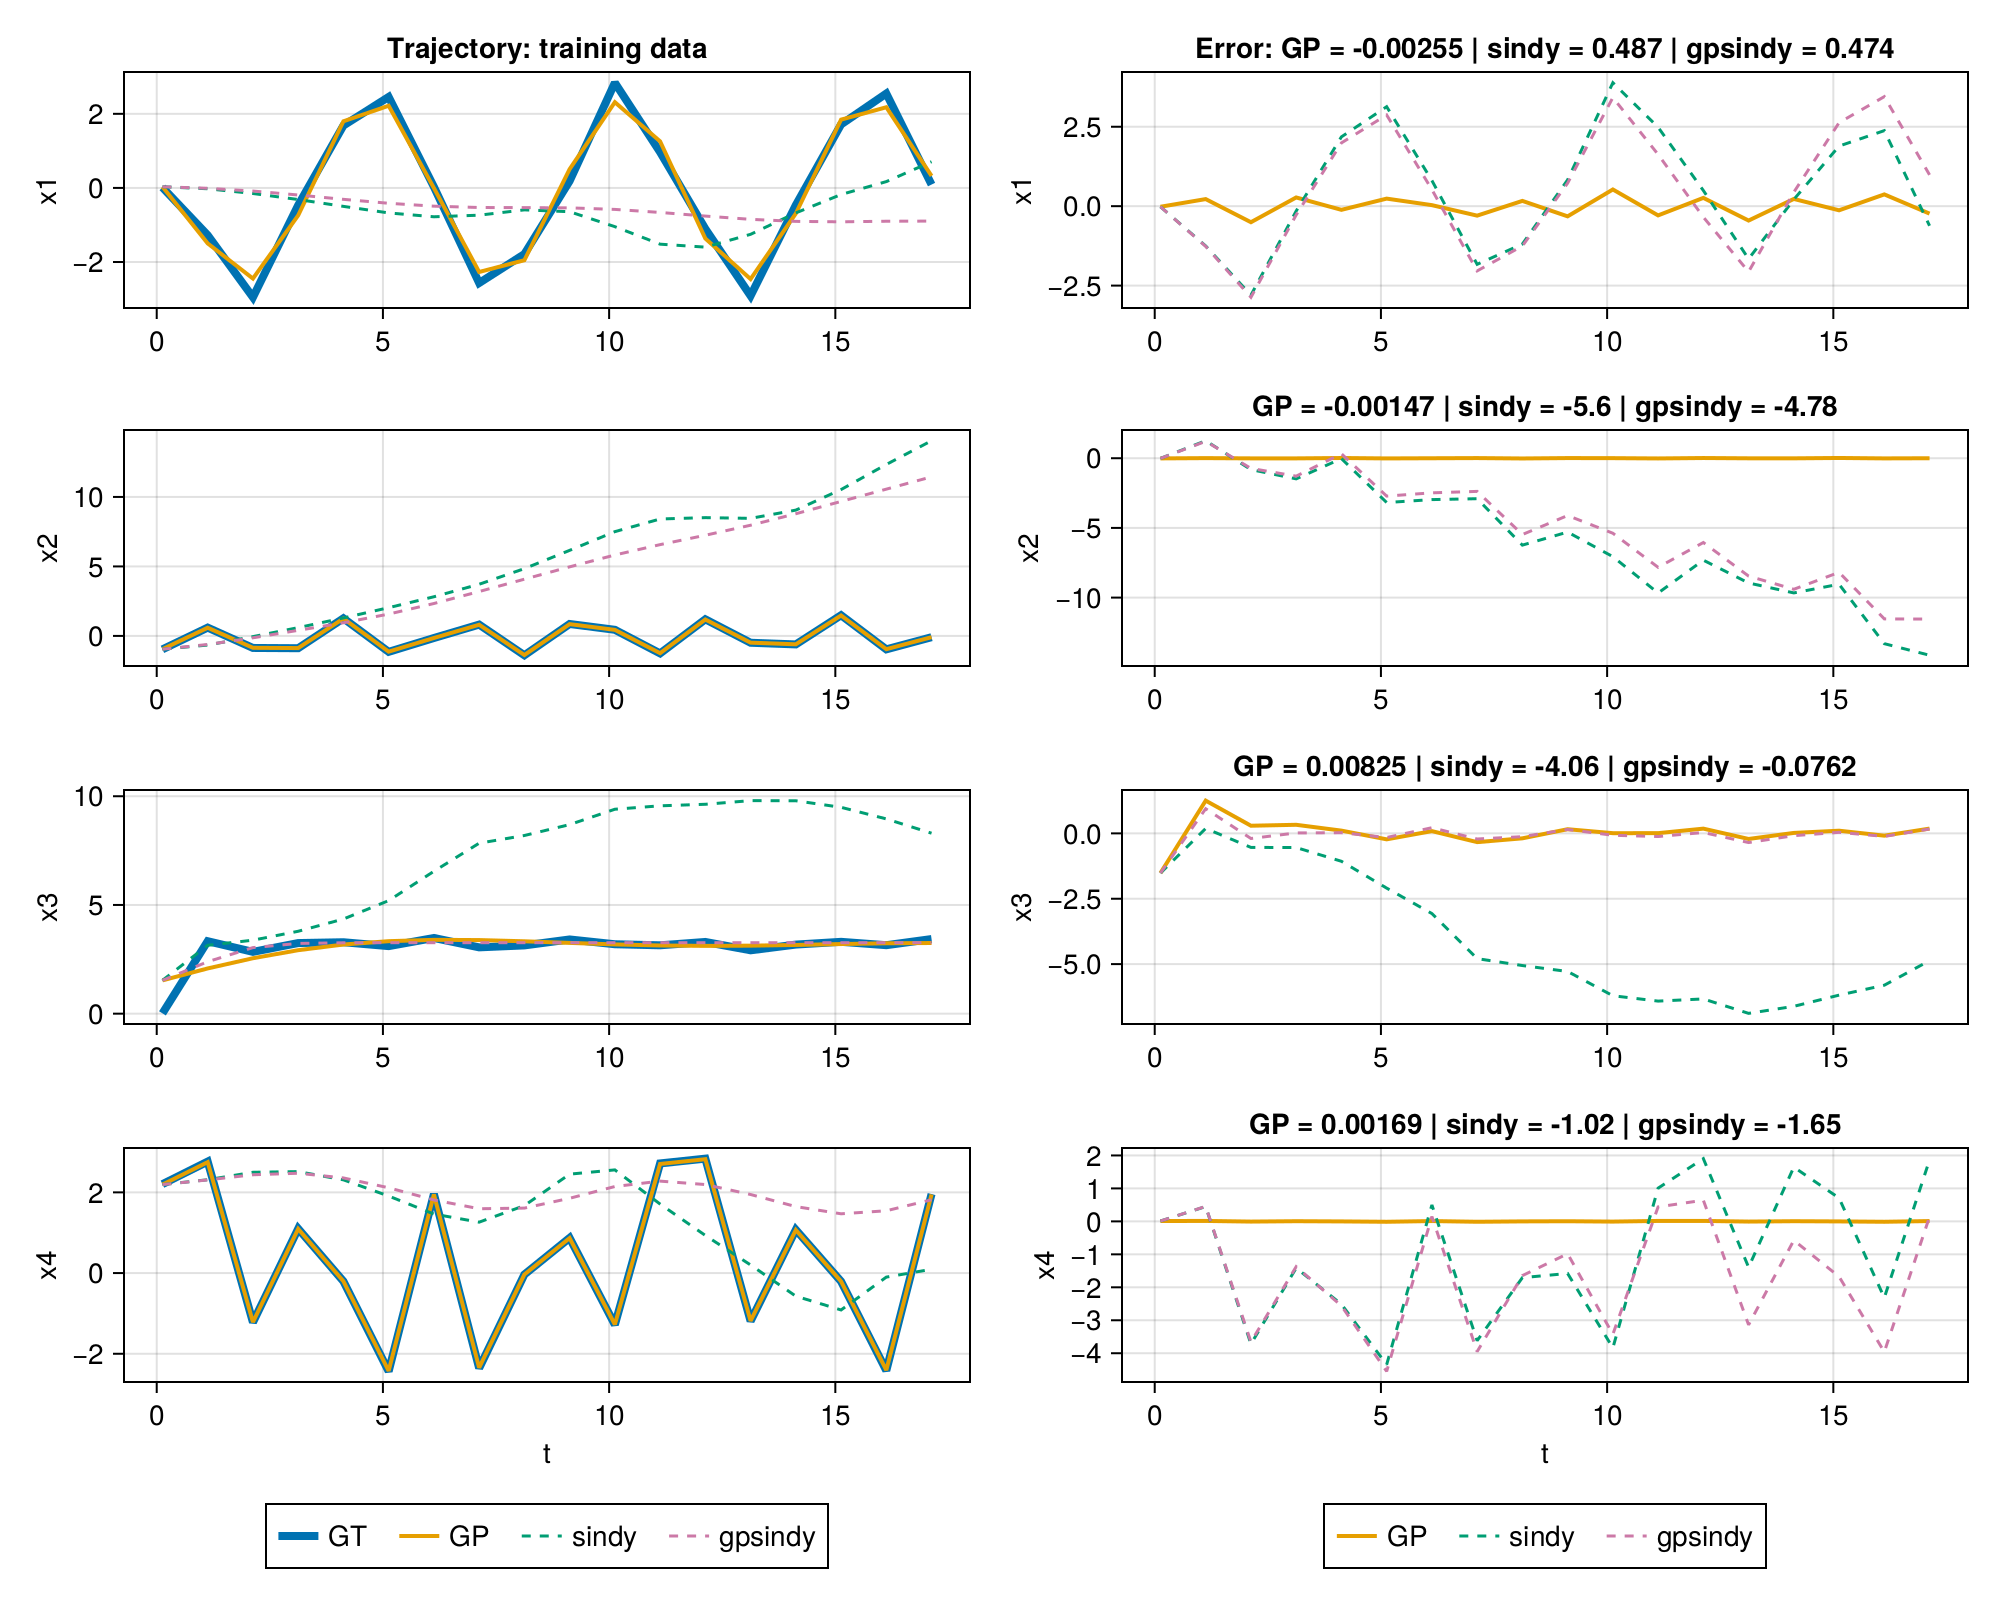 Trajectory: training data
x1
2
0
−2
0 5 10 15
Error: GP = -0.00255 | sindy = 0.487 | gpsindy = 0.474
x1
2.5
0.0
−2.5
0 5 10 15
x2
10
5
0
0 5 10 15
GP = -0.00147 | sindy = -5.6 | gpsindy = -4.78
x2
0
−5
−10
0 5 10 15
x3
10
5
0
0 5 10 15
GP = 0.00825 | sindy = -4.06 | gpsindy = -0.0762
x3
0.0
−2.5
−5.0
0 5 10 15
x4
2
0
−2
0 5 10 15
t
GP = 0.00169 | sindy = -1.02 | gpsindy = -1.65
x4
2
1
0
−1
−2
−3
−4
0 5 10 15
t
GT GP sindy gpsindy
GP sindy gpsindy